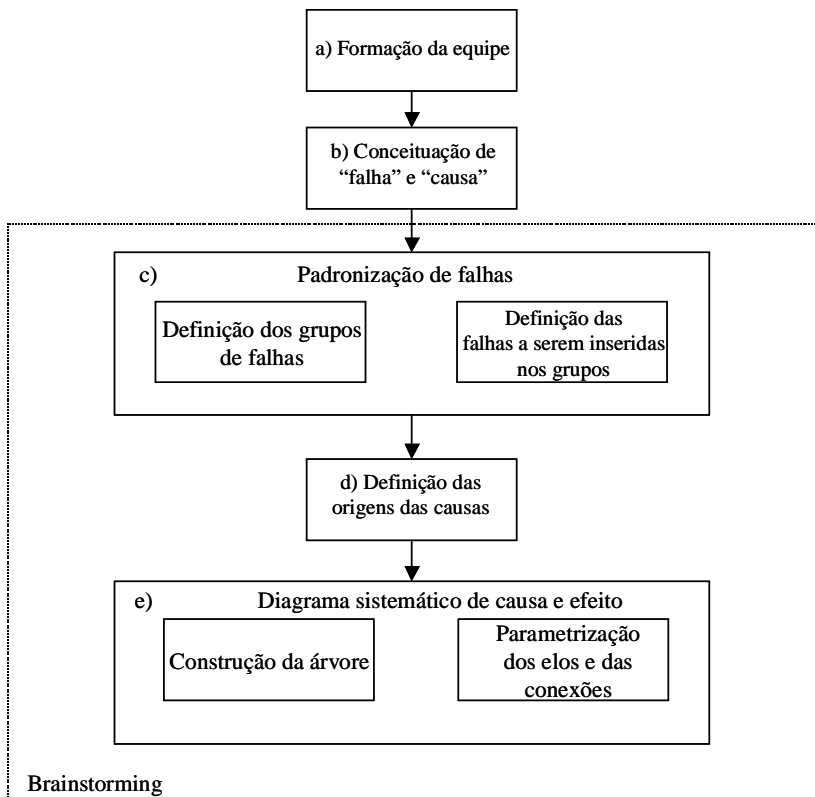 a) Formação da equipe
b) Conceituação de
“falha” e “causa”
c) Padronização de falhas
Definição dos grupos
de falhas
Definição das
falhas a serem inseridas
nos grupos
d) Definição das
origens das causas
e) Diagrama sistemático de causa e efeito
Construção da árvore
Parametrização
dos elos e das
conexões
Brainstorming